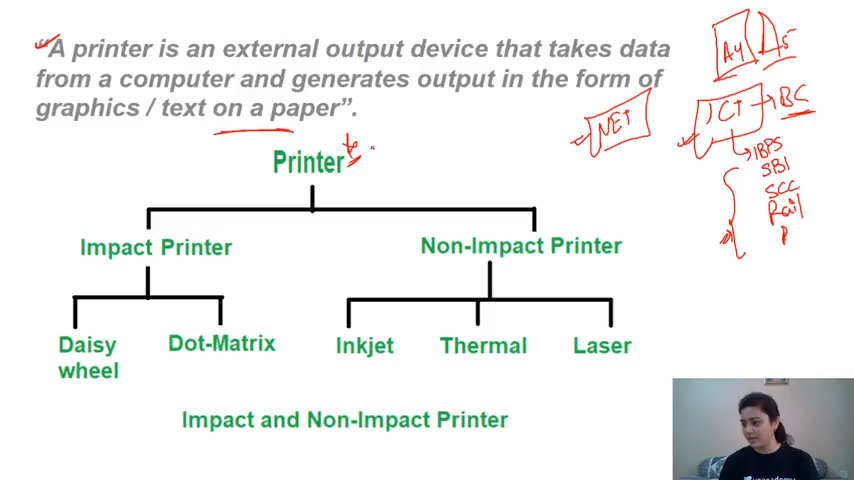 “A printer is an external output device that takes data
from a computer and generates output in the form of
graphics / text on a paper”.
A4
A5
NET
ICT
BC
IBPS
SBI
SCC
Rail
P
Printer
Impact Printer
Non-Impact Printer
Daisy
wheel
Dot-Matrix
Inkjet
Thermal
Laser
Impact and Non-Impact Printer